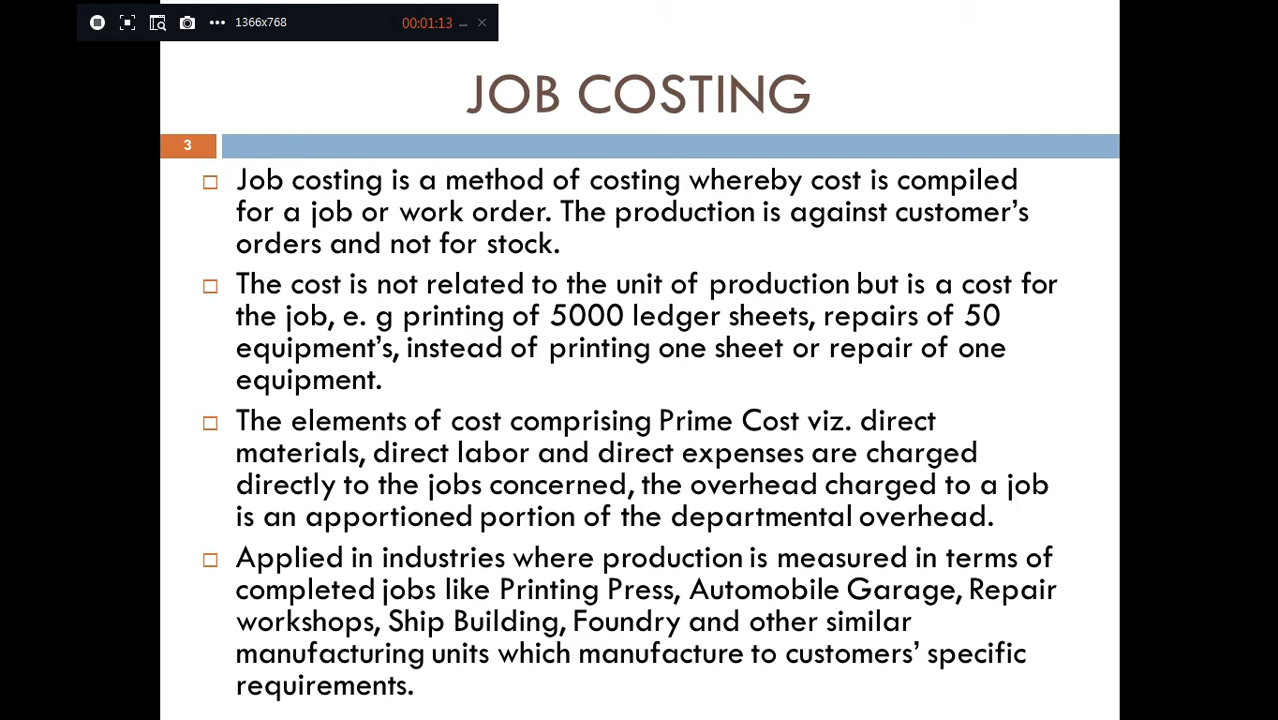 1366x768
00:01:13
JOB COSTING
3
Job costing is a method of costing whereby cost is compiled
for a job or work order. The production is against customer’s
orders and not for stock.
The cost is not related to the unit of production but is a cost for
the job, e. g printing of 5000 ledger sheets, repairs of 50
equipment’s, instead of printing one sheet or repair of one
equipment.
The elements of cost comprising Prime Cost viz. direct
materials, direct labor and direct expenses are charged
directly to the jobs concerned, the overhead charged to a job
is an apportioned portion of the departmental overhead.
Applied in industries where production is measured in terms of
completed jobs like Printing Press, Automobile Garage, Repair
workshops, Ship Building, Foundry and other similar
manufacturing units which manufacture to customers’ specific
requirements.